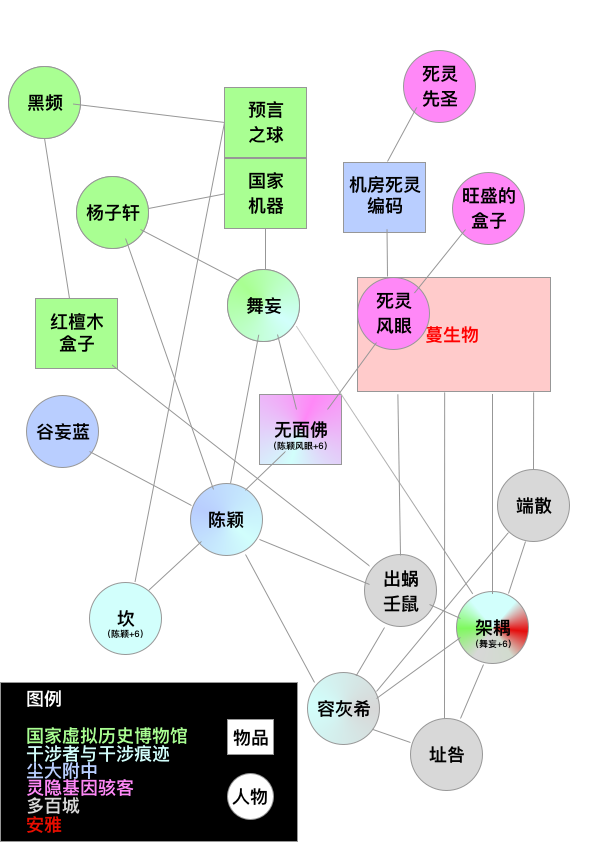 死灵
先圣
黑频
预言
之球
机房死灵
编码
国家
机器
旺盛的
盒子
杨子轩
舞妄
死灵
风眼
蔓生物
红檀木
盒子
谷妄蓝
无面佛
(陈颖风眼+6)
陈颖
端散
出蜗
壬鼠
坎
(陈颖+6)
架耦
(舞妄+6)
容灰希
址咎
图例
国家虚拟历史博物馆
干涉者与干涉痕迹
尘大附中
灵隐基因骇客
多百城
安雅
物品
人物